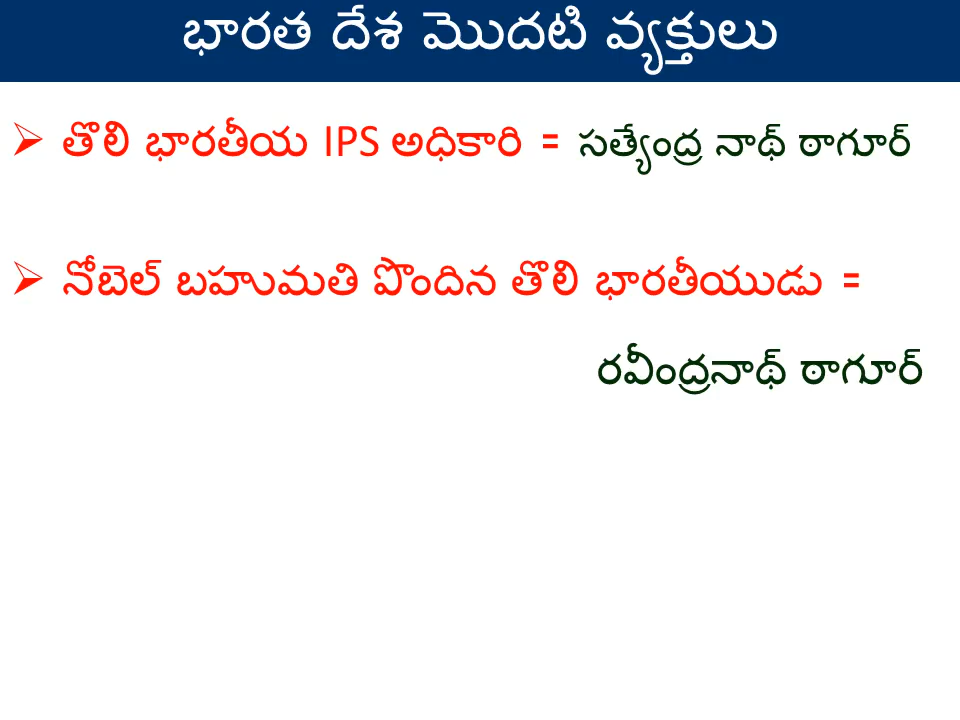 భారత దేశ మొదటి వ్యక్తులు
➢ తొలి భారతీయ IPS అధికారి = సత్యేంద్ర నాథ్ ఠాగూర్
➢ నోబెల్ బహుమతి పొందిన తొలి భారతీయుడు =
రవీంద్రనాథ్ ఠాగూర్